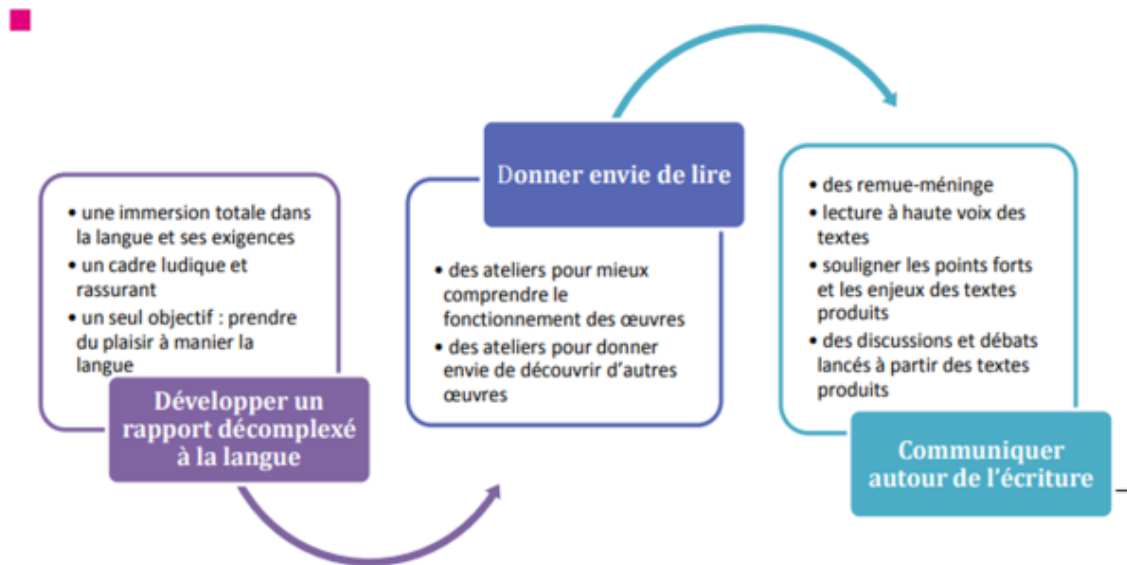 • une immersion totale dans
la langue et ses exigences
• un cadre ludique et
rassurant
• un seul objectif : prendre
du plaisir à manier la
langue
Développer un
rapport décomplexé
à la langue
Donner envie de lire
• des ateliers pour mieux
comprendre le
fonctionnement des œuvres
• des ateliers pour donner
envie de découvrir d'autres
œuvres
• des remue-méninge
• lecture à haute voix des
textes
• souligner les points forts
et les enjeux des textes
produits
• des discussions et débats
lancés à partir des textes
produits
Communiquer
autour de l'écriture